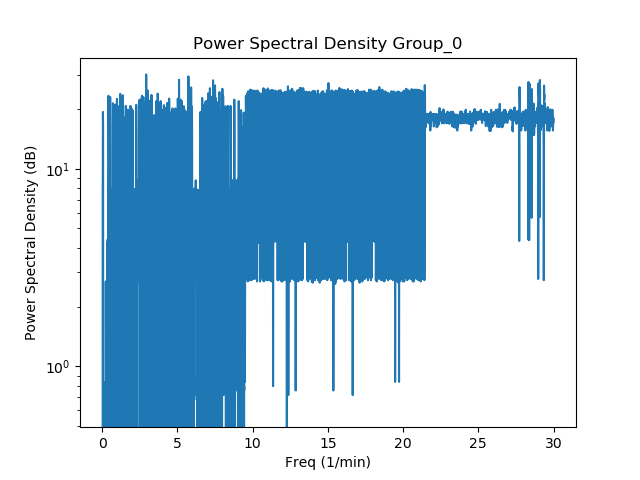 Power Spectral Density Group_0
Power Spectral Density (dB)
10^1
10^0
0 5 10 15 20 25 30
Freq (1/min)